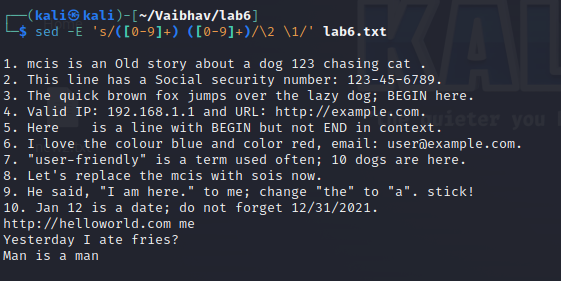 ┌──(kali㉿kali)-[~/Vaibhav/lab6]
└─$ sed -E 's/([0-9]+) ([0-9]+)/\2 \1/' lab6.txt
1. mcis is an Old story about a dog 123 chasing cat .
2. This line has a Social security number: 123-45-6789.
3. The quick brown fox jumps over the lazy dog; BEGIN here.
4. Valid IP: 192.168.1.1 and URL: http://example.com.
5. Here    is a line with BEGIN but not END in context.
6. I love the colour blue and color red, email: user@example.com.
7. "user-friendly" is a term used often; 10 dogs are here.
8. Let's replace the mcis with sois now.
9. He said, "I am here." to me; change "the" to "a". stick!
10. Jan 12 is a date; do not forget 12/31/2021.
http://helloworld.com me
Yesterday I ate fries?
Man is a man